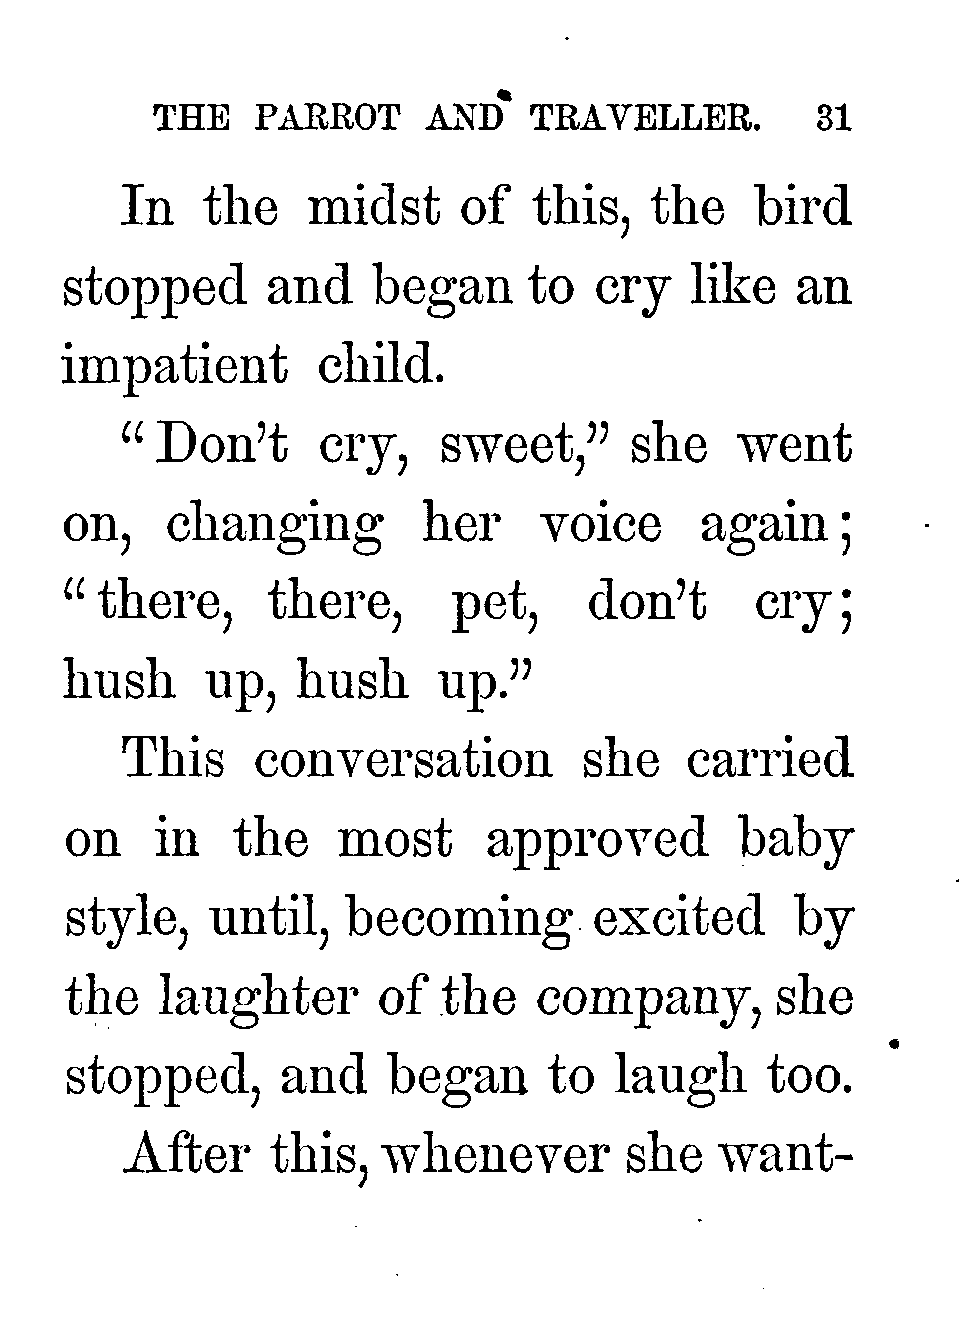 THE PARROT AND TRAVELLER. 31
In the midst of this, the bird
stopped and began to cry like an
impatient child.
"Don't cry, sweet," she went
on, changing her voice again;
"there, there, pet, don't cry;
hush up, hush up."
This conversation she carried
on in the most approved baby
style, until, becoming excited by
the laughter of the company, she
stopped, and began to laugh too.
After this, whenever she want-